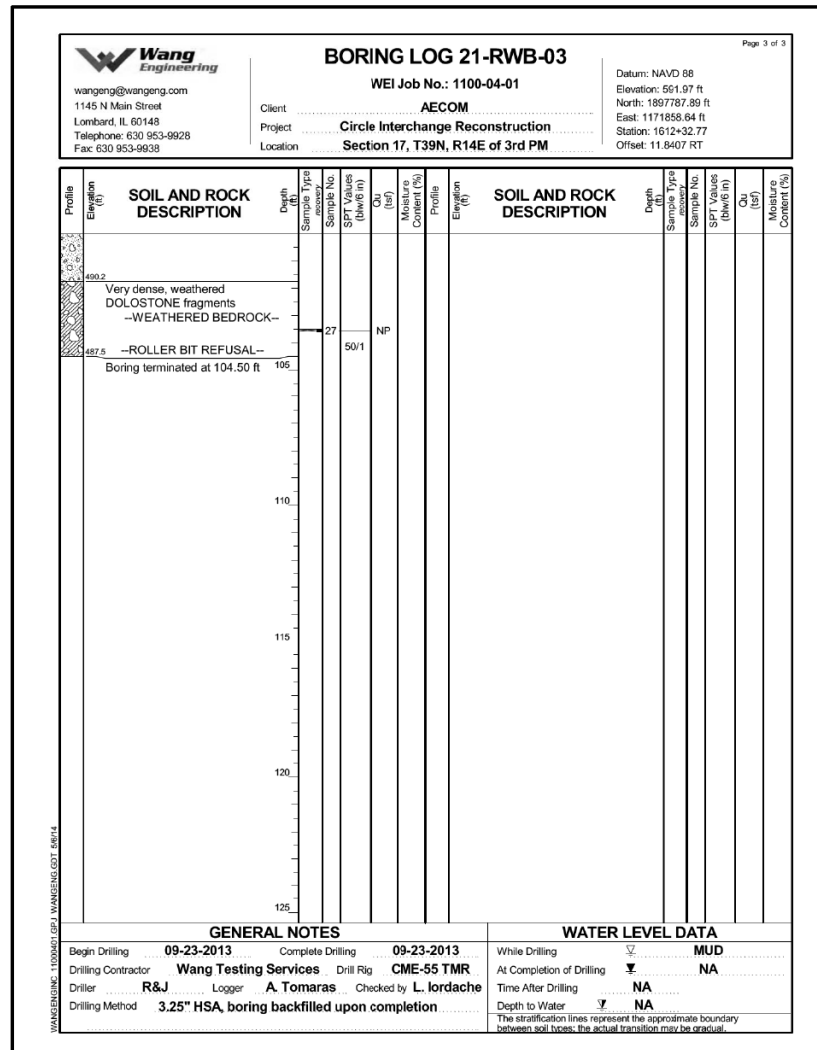 Page 3 of 3
Wang
Engineering
wangeng@wangeng.com
1145 N Main Street
Lombard, IL 60148
Telephone: 630 953-9928
Fax: 630 953-9938
BORING LOG 21-RWB-03
WEI Job No.: 1100-04-01
Client AECOM
Project Circle Interchange Reconstruction
Location Section 17, T39N, R14E of 3rd PM
Datum: NAVD 88
Elevation: 591.97 ft
North: 1897787.89 ft
East: 1171858.64 ft
Station: 1612+32.77
Offset: 11.8407 RT
Profile
Elevation (ft)
SOIL AND ROCK
DESCRIPTION
Depth (ft)
Sample Type
recovery
Sample No.
SPT Values (blw/6 in)
Qu (tsf)
Moisture Content (%)
Profile
Elevation (ft)
SOIL AND ROCK
DESCRIPTION
Depth (ft)
Sample Type
recovery
Sample No.
SPT Values (blw/6 in)
Qu (tsf)
Moisture Content (%)
490.2
Very dense, weathered
DOLOSTONE fragments
--WEATHERED BEDROCK--
27 NP
50/1
487.5 --ROLLER BIT REFUSAL--
Boring terminated at 104.50 ft 105
110
115
120
125
GENERAL NOTES
Begin Drilling 09-23-2013 Complete Drilling 09-23-2013
Drilling Contractor Wang Testing Services Drill Rig CME-55 TMR
Driller R&J Logger A. Tomaras Checked by L. Iordache
Drilling Method 3.25" HSA, boring backfilled upon completion
WATER LEVEL DATA
While Drilling MUD
At Completion of Drilling NA
Time After Drilling NA
Depth to Water NA
The stratification lines represent the approximate boundary
between soil types; the actual transition may be gradual.
WANGENGINC 11000401.GPJ WANGENG.GDT 5/6/14